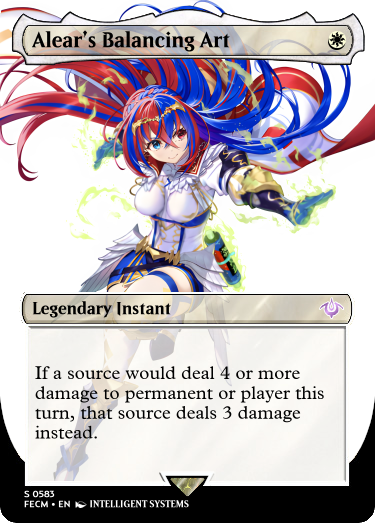 Alear's Balancing Art
Legendary Instant
If a source would deal 4 or more
damage to permanent or player this
turn, that source deals 3 damage
instead.
S 0583
FECM • EN INTELLIGENT SYSTEMS